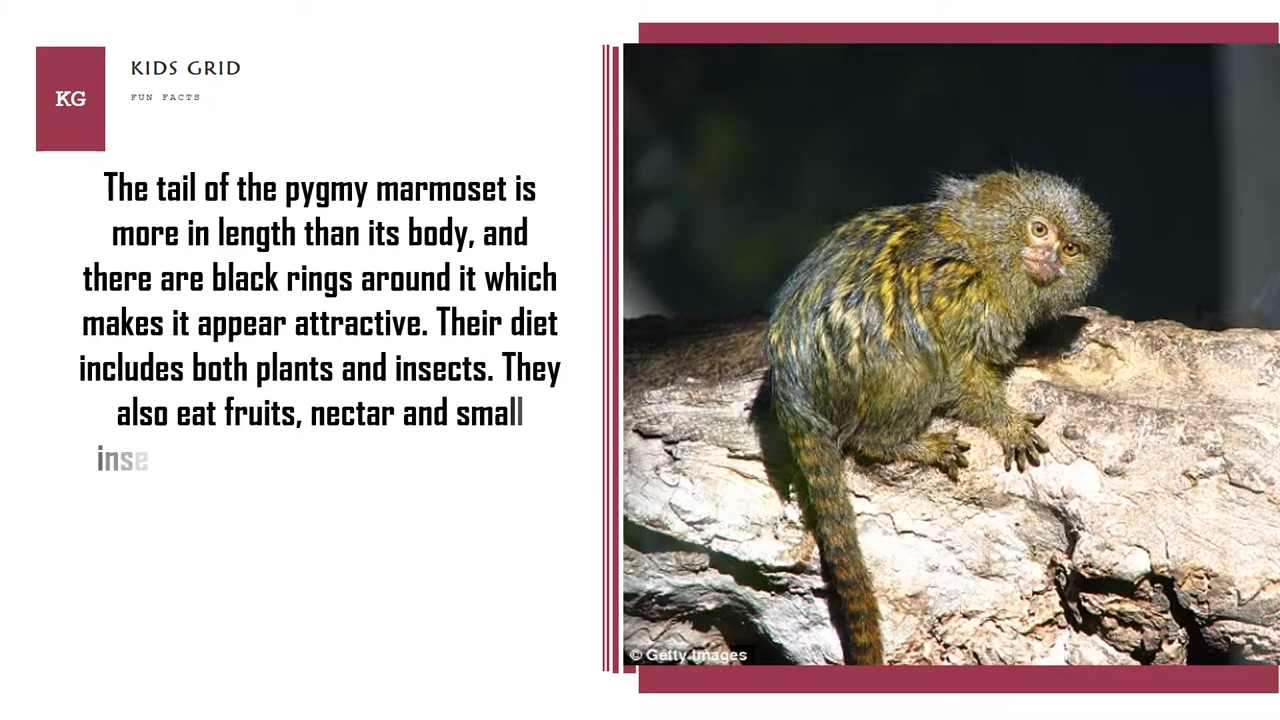 KG
KIDS GRID
FUN FACTS
The tail of the pygmy marmoset is
more in length than its body, and
there are black rings around it which
makes it appear attractive. Their diet
includes both plants and insects. They
also eat fruits, nectar and small
inse
© Getty Images